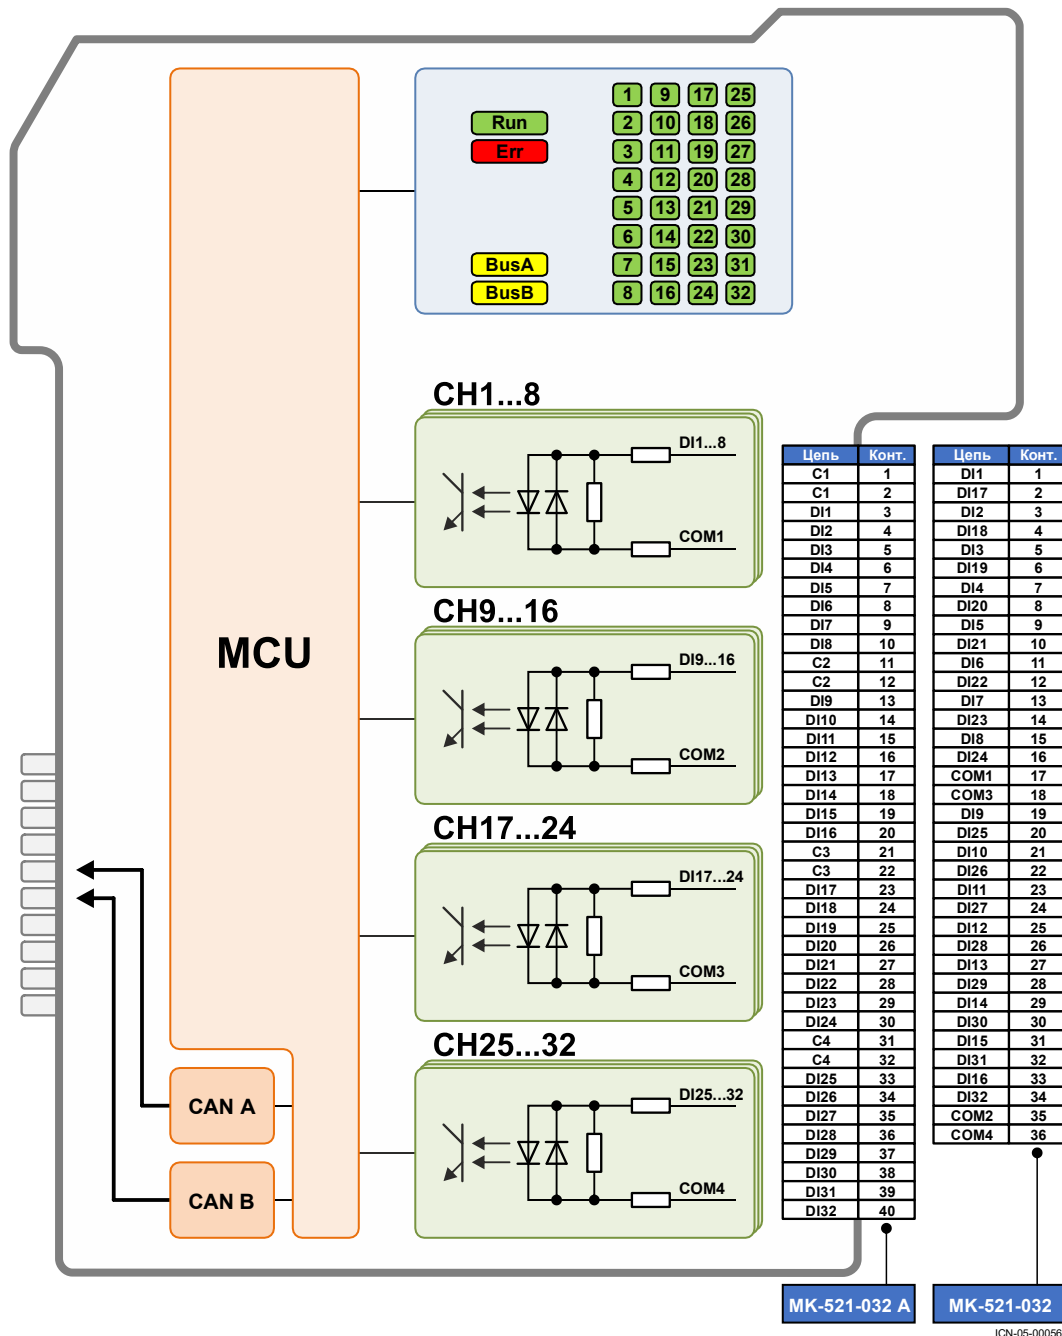 1 9 17 25
Run 2 10 18 26
Err 3 11 19 27
4 12 20 28
5 13 21 29
6 14 22 30
BusA 7 15 23 31
BusB 8 16 24 32
MCU
CAN A
CAN B
CH1...8
DI1...8
COM1
CH9...16
DI9...16
COM2
CH17...24
DI17...24
COM3
CH25...32
DI25...32
COM4
Цепь Конт.
C1 1
C1 2
DI1 3
DI2 4
DI3 5
DI4 6
DI5 7
DI6 8
DI7 9
DI8 10
C2 11
C2 12
DI9 13
DI10 14
DI11 15
DI12 16
DI13 17
DI14 18
DI15 19
DI16 20
C3 21
C3 22
DI17 23
DI18 24
DI19 25
DI20 26
DI21 27
DI22 28
DI23 29
DI24 30
C4 31
C4 32
DI25 33
DI26 34
DI27 35
DI28 36
DI29 37
DI30 38
DI31 39
DI32 40
МК-521-032 А
Цепь Конт.
DI1 1
DI17 2
DI2 3
DI18 4
DI3 5
DI19 6
DI4 7
DI20 8
DI5 9
DI21 10
DI6 11
DI22 12
DI7 13
DI23 14
DI8 15
DI24 16
COM1 17
COM3 18
DI9 19
DI25 20
DI10 21
DI26 22
DI11 23
DI27 24
DI12 25
DI28 26
DI13 27
DI29 28
DI14 29
DI30 30
DI15 31
DI31 32
DI16 33
DI32 34
COM2 35
COM4 36
МК-521-032
ICN-05-00056